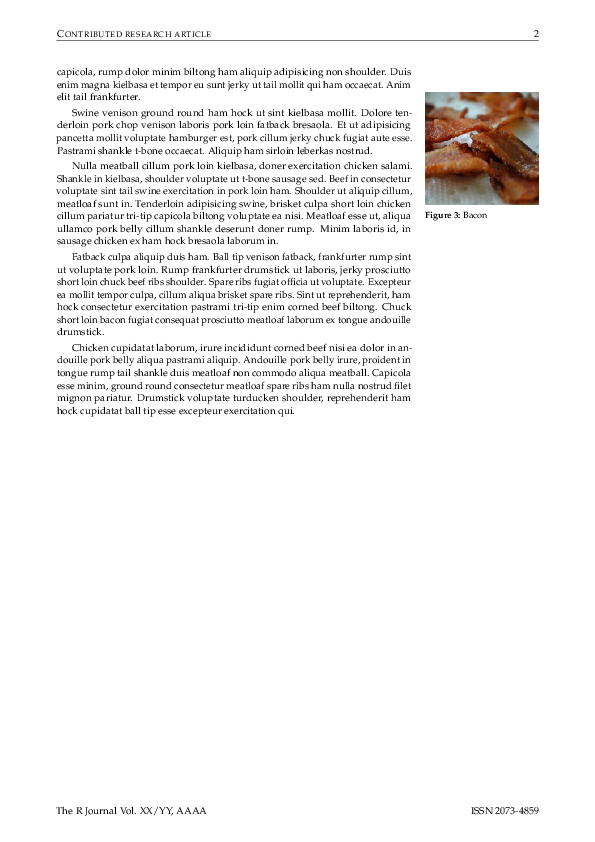 CONTRIBUTED RESEARCH ARTICLE 2
capicola, rump dolor minim biltong ham aliquip adipisicing non shoulder. Duis
enim magna kielbasa et tempor eu sunt jerky ut tail mollit qui ham occaecat. Anim
elit tail frankfurter.
Swine venison ground round ham hock ut sint kielbasa mollit. Dolore ten-
derloin pork chop venison laboris pork loin fatback bresaola. Et ut adipisicing
pancetta mollit voluptate hamburger est, pork cillum jerky chuck fugiat aute esse.
Pastrami shankle t-bone occaecat. Aliquip ham sirloin leberkas nostrud.
Nulla meatball cillum pork loin kielbasa, doner exercitation chicken salami.
Shankle in kielbasa, shoulder voluptate ut t-bone sausage sed. Beef in consectetur
voluptate sint tail swine exercitation in pork loin ham. Shoulder ut aliquip cillum,
meatloaf sunt in. Tenderloin adipisicing swine, brisket culpa short loin chicken
cillum pariatur tri-tip capicola biltong voluptate ea nisi. Meatloaf esse ut, aliqua
ullamco pork belly cillum shankle deserunt doner rump. Minim laboris id, in
sausage chicken ex ham hock bresaola laborum in.
Fatback culpa aliquip duis ham. Ball tip venison fatback, frankfurter rump sint
ut voluptate pork loin. Rump frankfurter drumstick ut laboris, jerky prosciutto
short loin chuck beef ribs shoulder. Spare ribs fugiat officia ut voluptate. Excepteur
ea mollit tempor culpa, cillum aliqua brisket spare ribs. Sint ut reprehenderit, ham
hock consectetur exercitation pastrami tri-tip enim corned beef biltong. Chuck
short loin bacon fugiat consequat prosciutto meatloaf laborum ex tongue andouille
drumstick.
Chicken cupidatat laborum, irure incididunt corned beef nisi ea dolor in an-
douille pork belly aliqua pastrami aliquip. Andouille pork belly irure, proident in
tongue rump tail shankle duis meatloaf non commodo aliqua meatball. Capicola
esse minim, ground round consectetur meatloaf spare ribs ham nulla nostrud filet
mignon pariatur. Drumstick voluptate turducken shoulder, reprehenderit ham
hock cupidatat ball tip esse excepteur exercitation qui.
Figure 3: Bacon
The R Journal Vol. XX/YY, AAAA ISSN 2073-4859